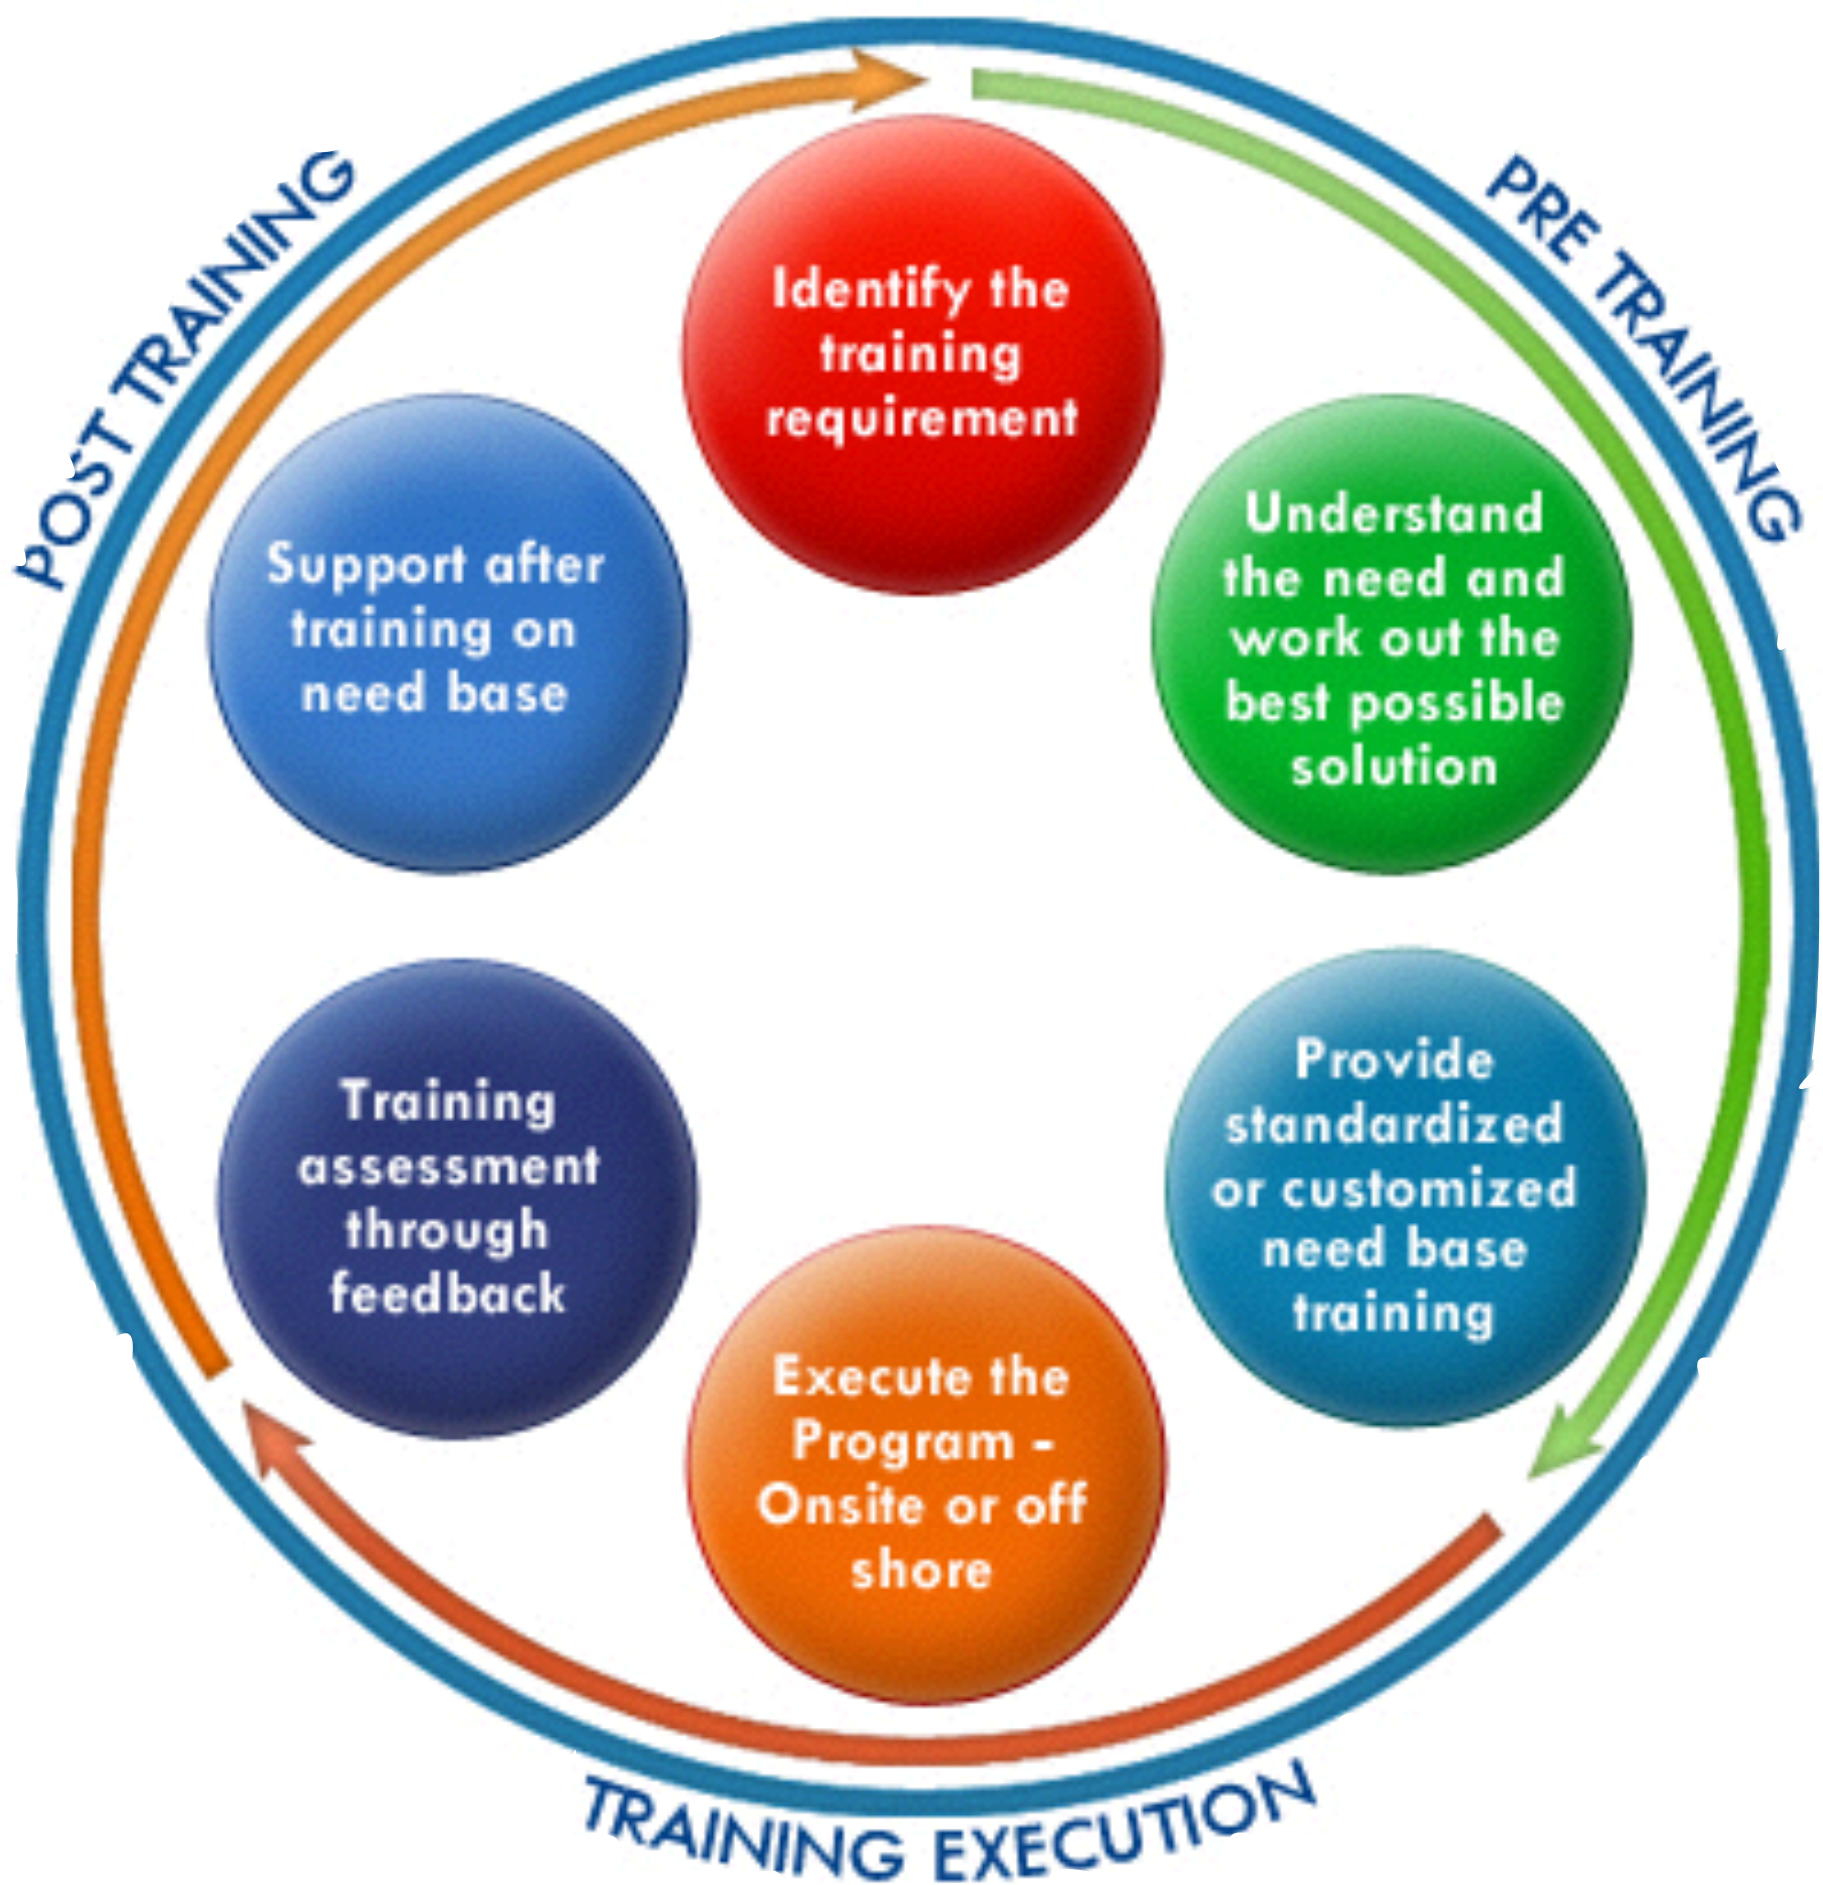 POST TRAIING
PRE TRAINING
Identify the
training
requirement
Understand
the need and
work out the
best possible
solution
Provide
standardized
or customized
need base
training
Execute the
Program -
Onsite or off
shore
Training
assessment
through
feedback
Support after
training on
need base
TRAINING EXECUTION